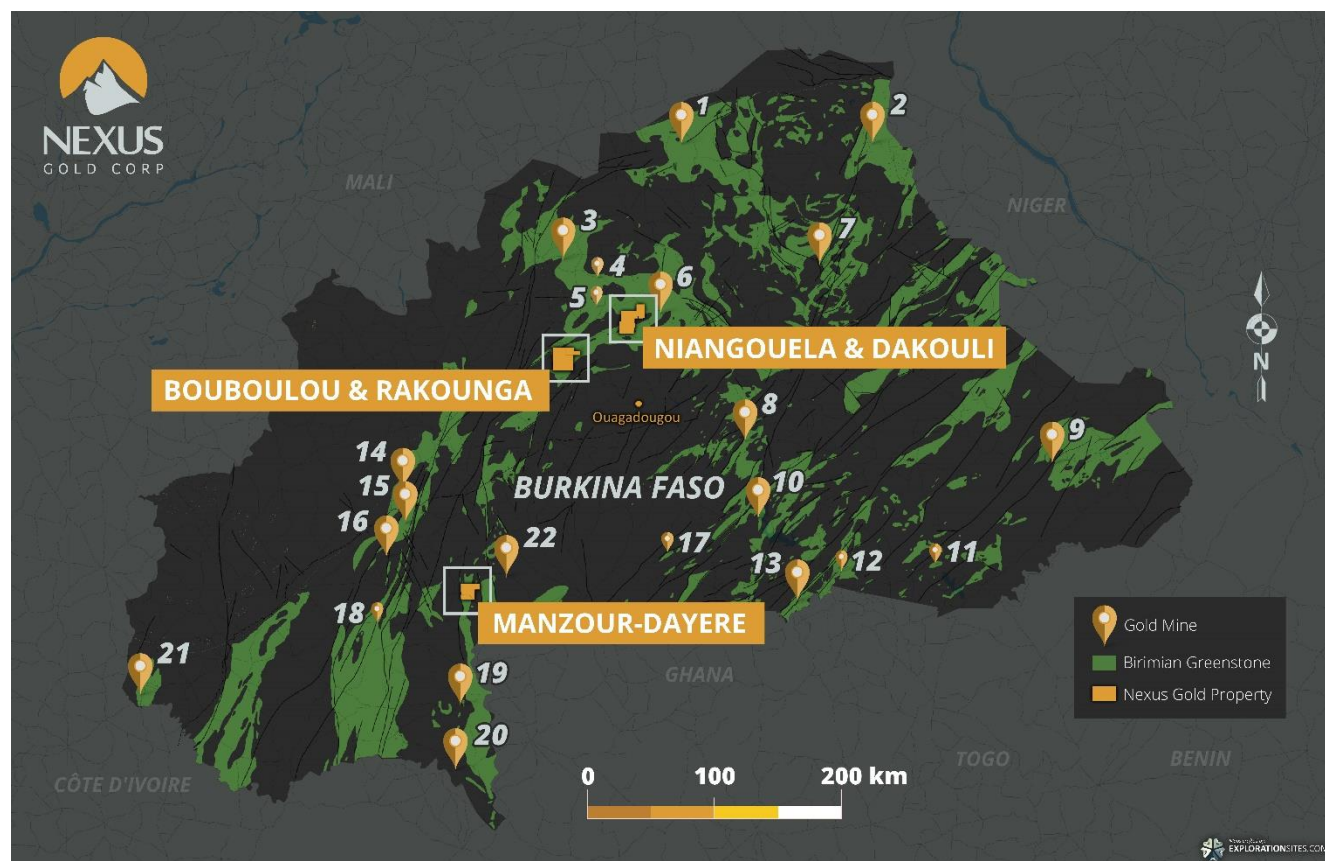 NEXUS
GOLD CORP
MALI
NIGER
1
2
3
4
5
6
7
N
NIANGOUELA & DAKOULI
BOUBOULOU & RAKOUNGA
Ouagadougou
8
9
14
15
BURKINA FASO
10
16
22
17
13
12
11
MANZOUR-DAYERE
18
21
19
GHANA
20
Gold Mine
Birimian Greenstone
Nexus Gold Property
CÔTE D'IVOIRE
TOGO
BENIN
0
100
200 km
EXPLORATIONSITES.COM